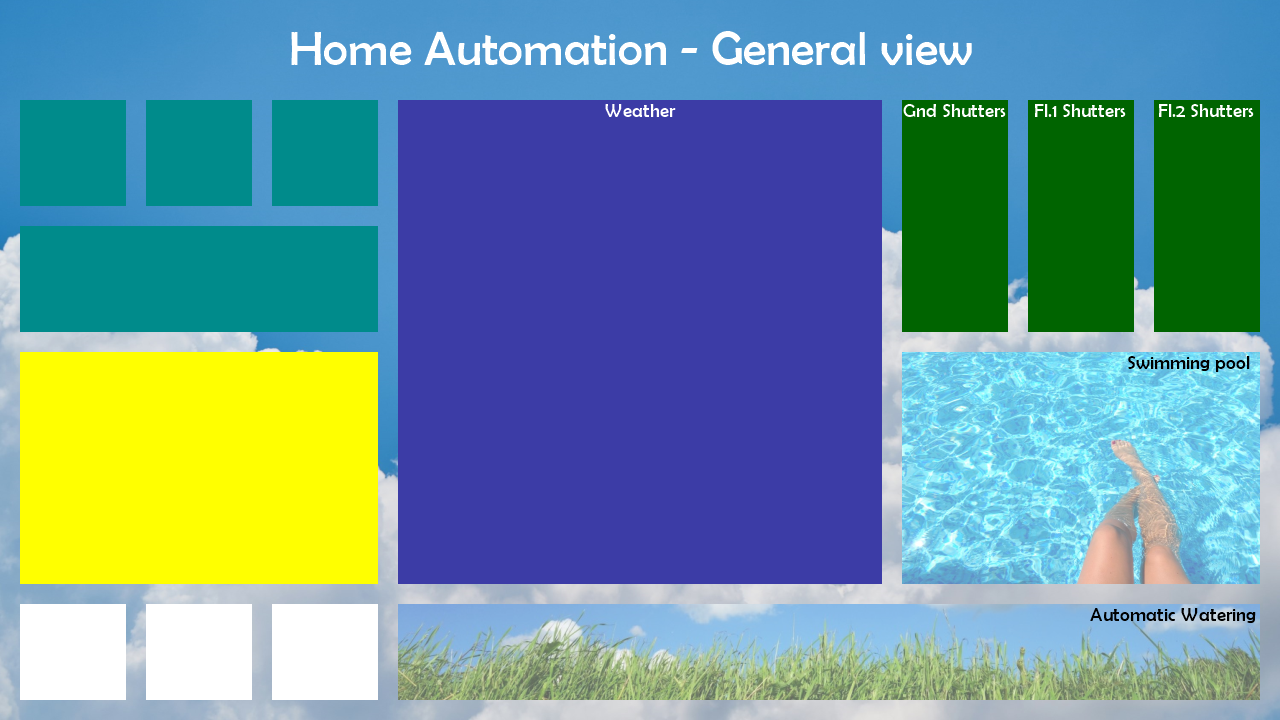 Home Automation - General view
Weather
Gnd Shutters
Fl.1 Shutters
Fl.2 Shutters
Swimming pool
Automatic Watering